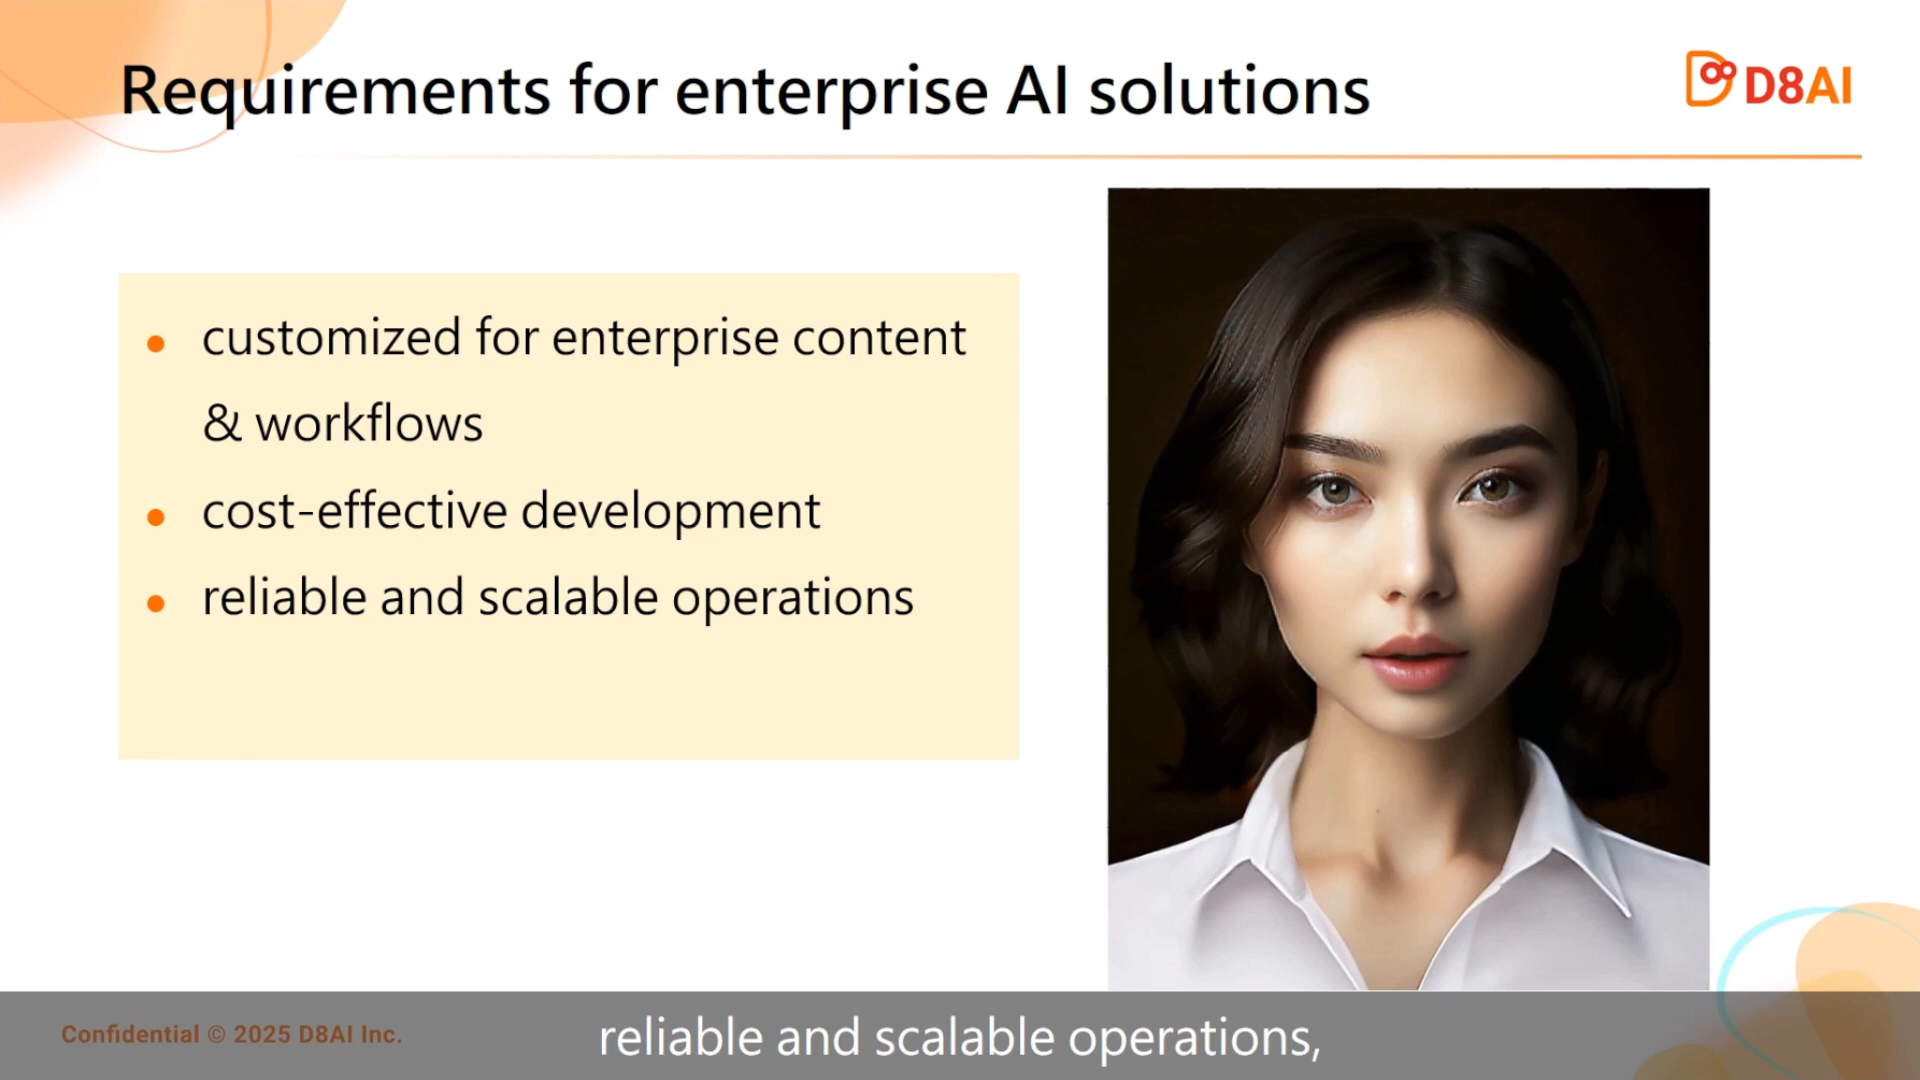 Requirements for enterprise AI solutions
D8AI
• customized for enterprise content
& workflows
• cost-effective development
• reliable and scalable operations
Confidential © 2025 D8AI Inc.
reliable and scalable operations,